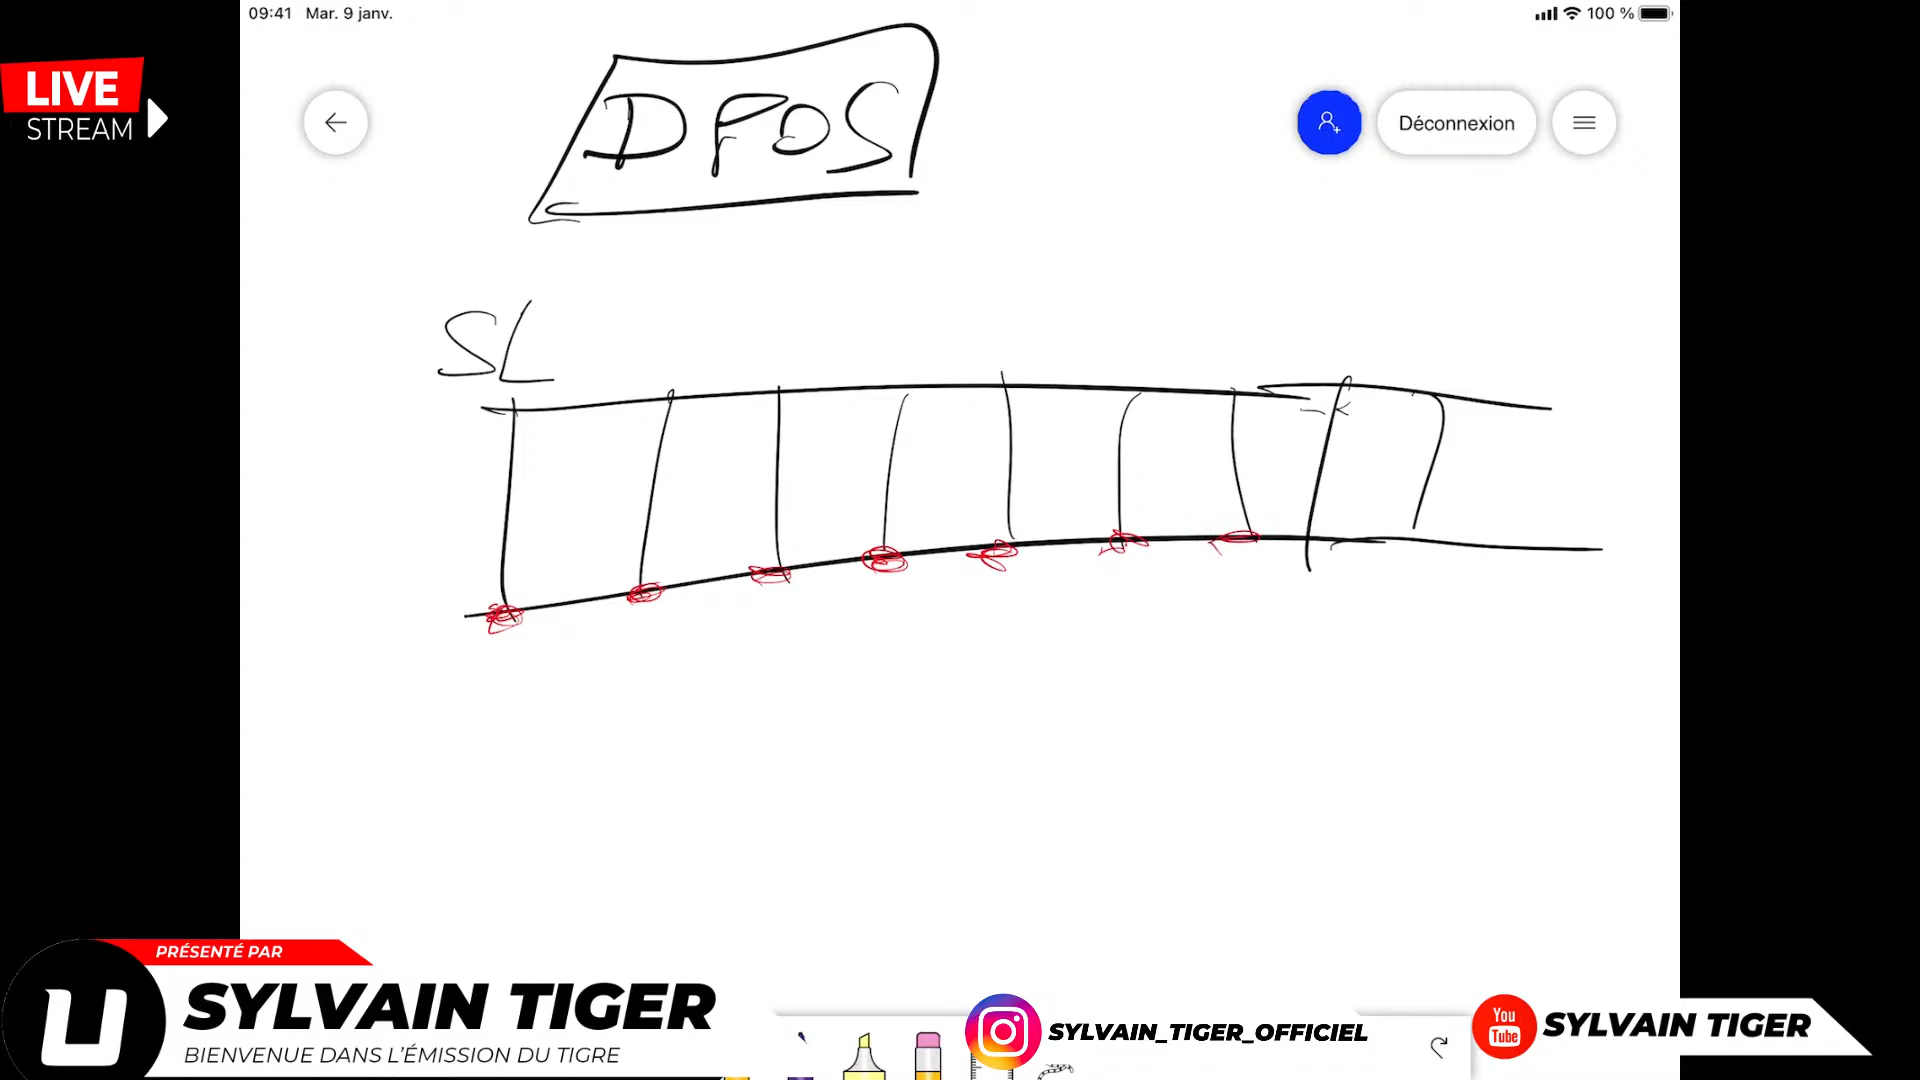 09:41 Mar. 9 janv.
100 %
LIVE
STREAM
DFOS
Déconnexion
SL
PRÉSENTÉ PAR
SYLVAIN TIGER
BIENVENUE DANS L'ÉMISSION DU TIGRE
SYLVAIN_TIGER_OFFICIEL
You
Tube
SYLVAIN TIGER